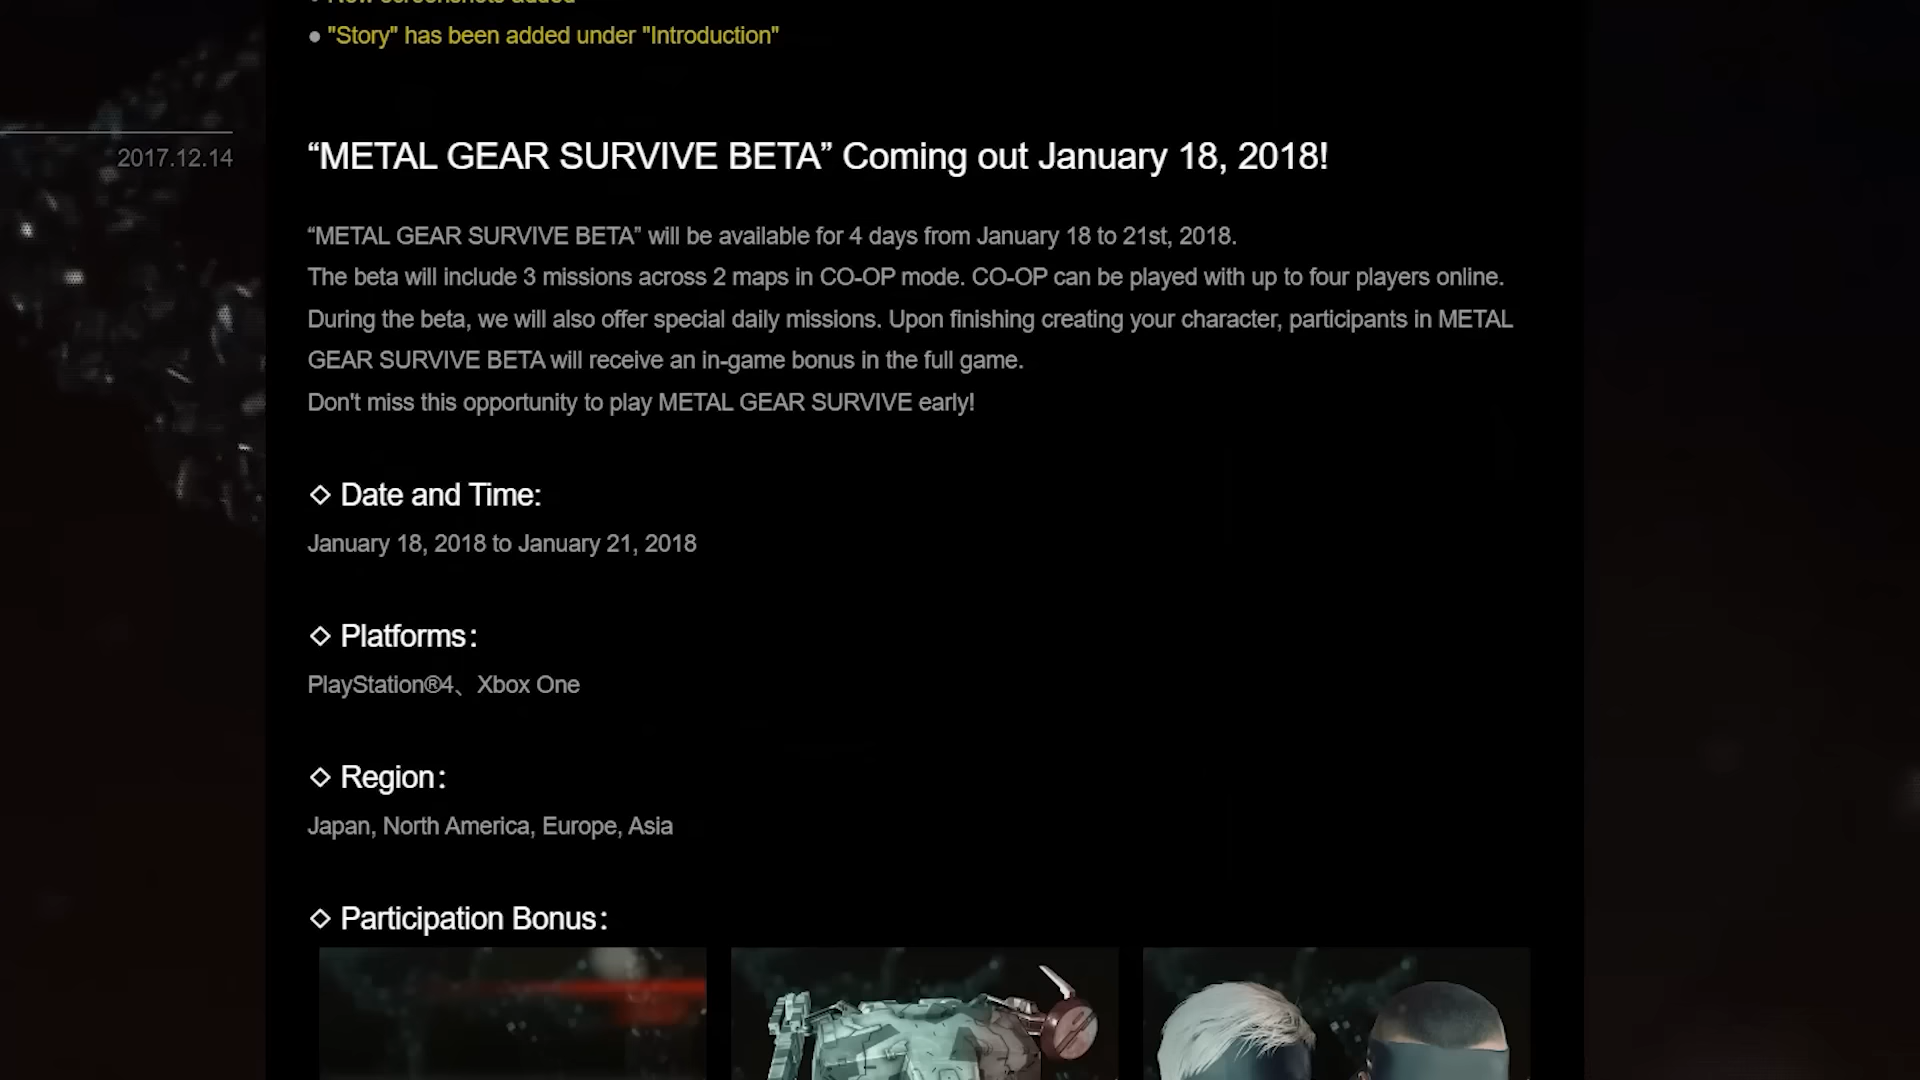 ● New screenshots added
● "Story" has been added under "Introduction"
2017.12.14
“METAL GEAR SURVIVE BETA” Coming out January 18, 2018!
“METAL GEAR SURVIVE BETA” will be available for 4 days from January 18 to 21st, 2018.
The beta will include 3 missions across 2 maps in CO-OP mode. CO-OP can be played with up to four players online.
During the beta, we will also offer special daily missions. Upon finishing creating your character, participants in METAL
GEAR SURVIVE BETA will receive an in-game bonus in the full game.
Don't miss this opportunity to play METAL GEAR SURVIVE early!
◇ Date and Time:
January 18, 2018 to January 21, 2018
◇ Platforms：
PlayStation®4、Xbox One
◇ Region：
Japan, North America, Europe, Asia
◇ Participation Bonus：